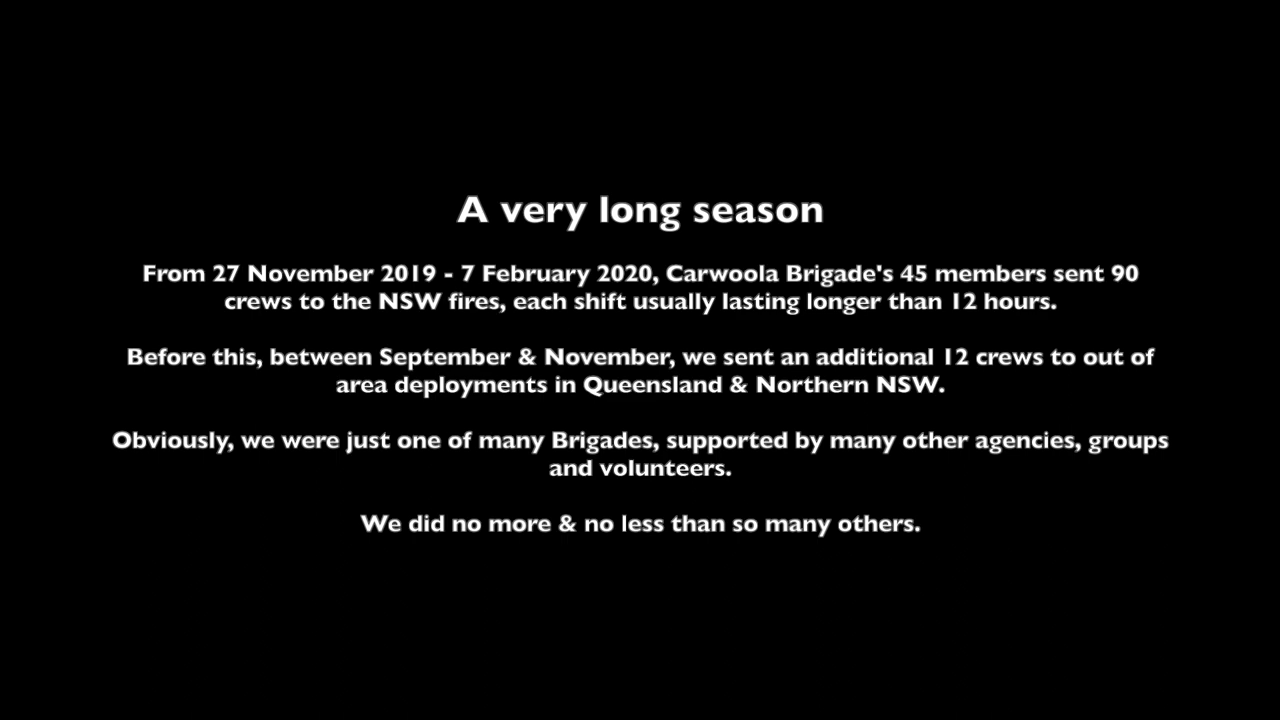 A very long season
From 27 November 2019 - 7 February 2020, Carwoola Brigade's 45 members sent 90
crews to the NSW fires, each shift usually lasting longer than 12 hours.
Before this, between September & November, we sent an additional 12 crews to out of
area deployments in Queensland & Northern NSW.
Obviously, we were just one of many Brigades, supported by many other agencies, groups
and volunteers.
We did no more & no less than so many others.